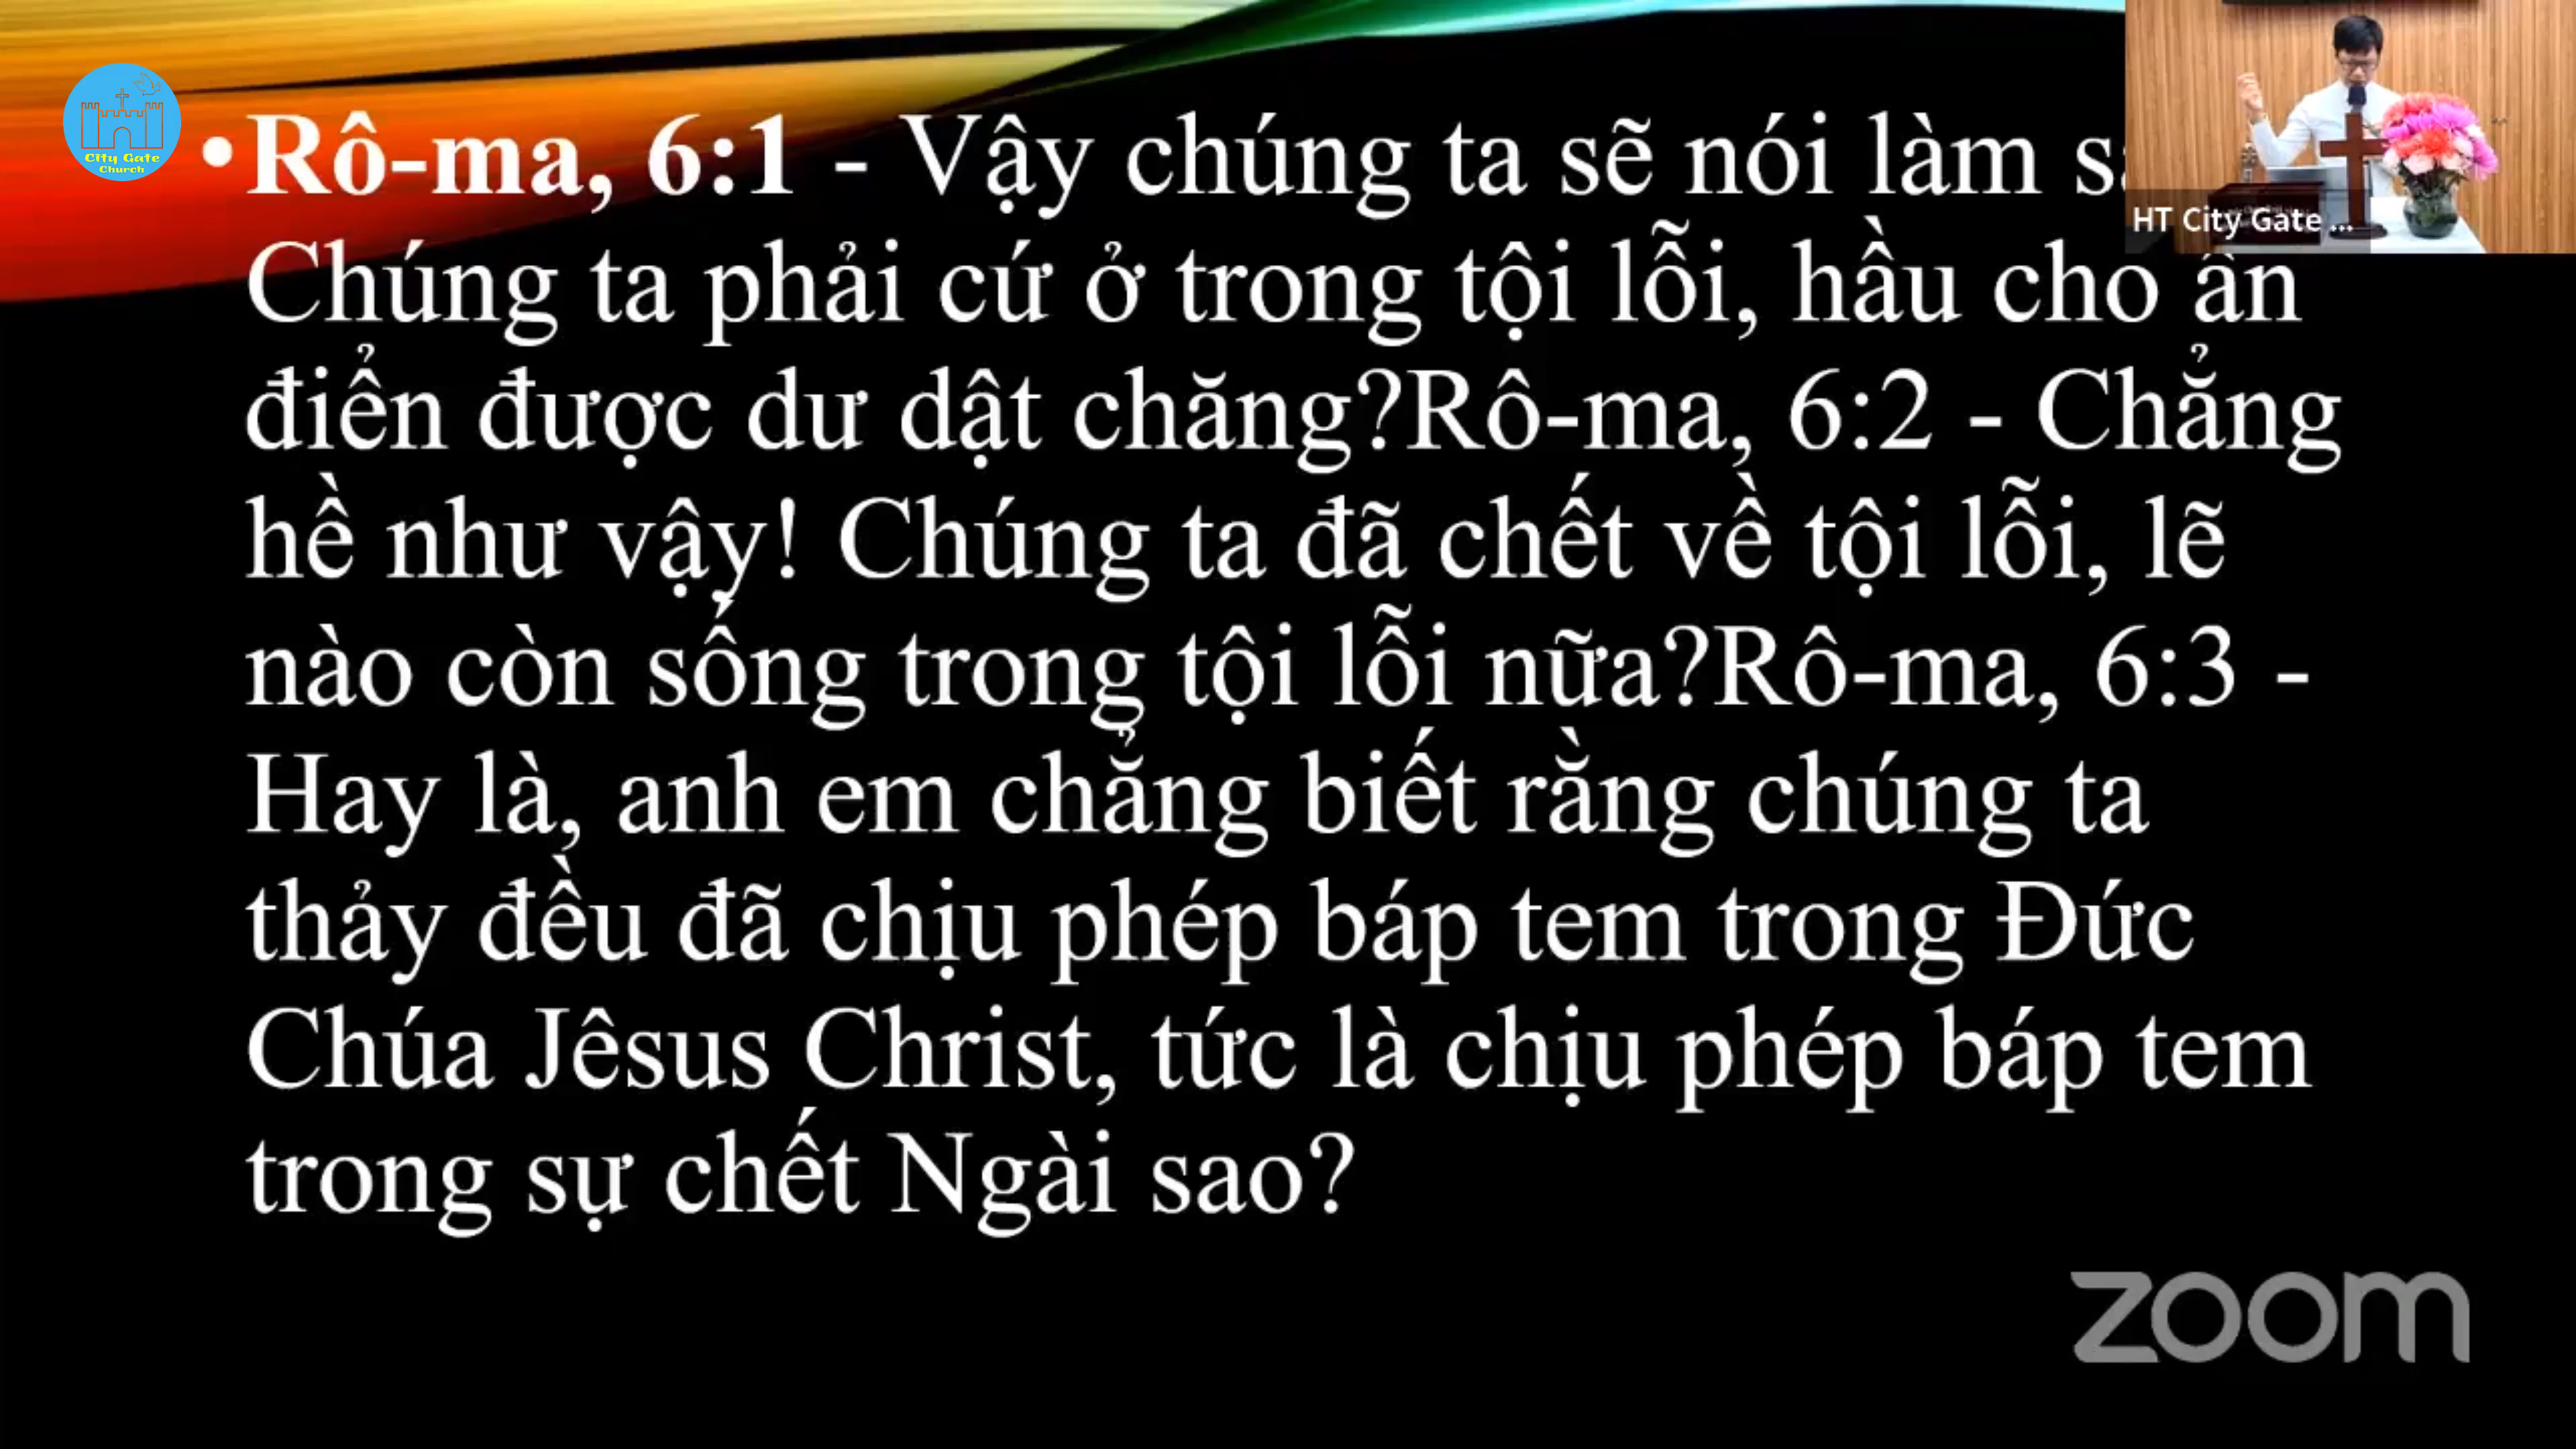 City Gate
Church
•Rô-ma, 6:1 - Vậy chúng ta sẽ nói làm
HT City Gate ...
Chúng ta phải cứ ở trong tội lỗi, hầu cho ân
điển được dư dật chăng?Rô-ma, 6:2 - Chẳng
hề như vậy! Chúng ta đã chết về tội lỗi, lẽ
nào còn sống trong tội lỗi nữa?Rô-ma, 6:3 -
Hay là, anh em chẳng biết rằng chúng ta
thảy đều đã chịu phép báp tem trong Đức
Chúa Jêsus Christ, tức là chịu phép báp tem
trong sự chết Ngài sao?
zoom